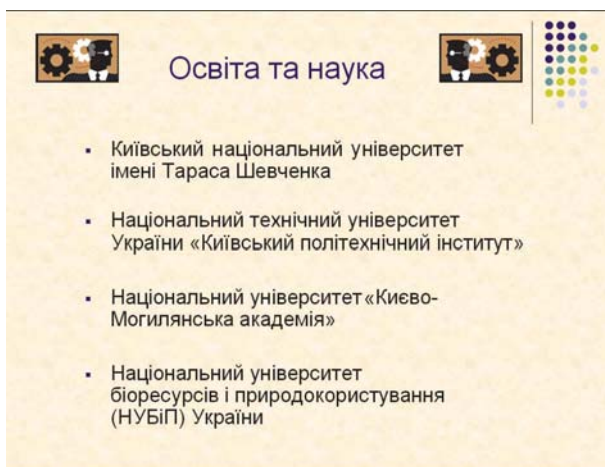 Освіта та наука
Київський національний університет
імені Тараса Шевченка
Національний технічний університет
України «Київський політехнічний інститут»
Національний університет «Києво-
Могилянська академія»
Національний університет
біоресурсів і природокористування
(НУБіП) України